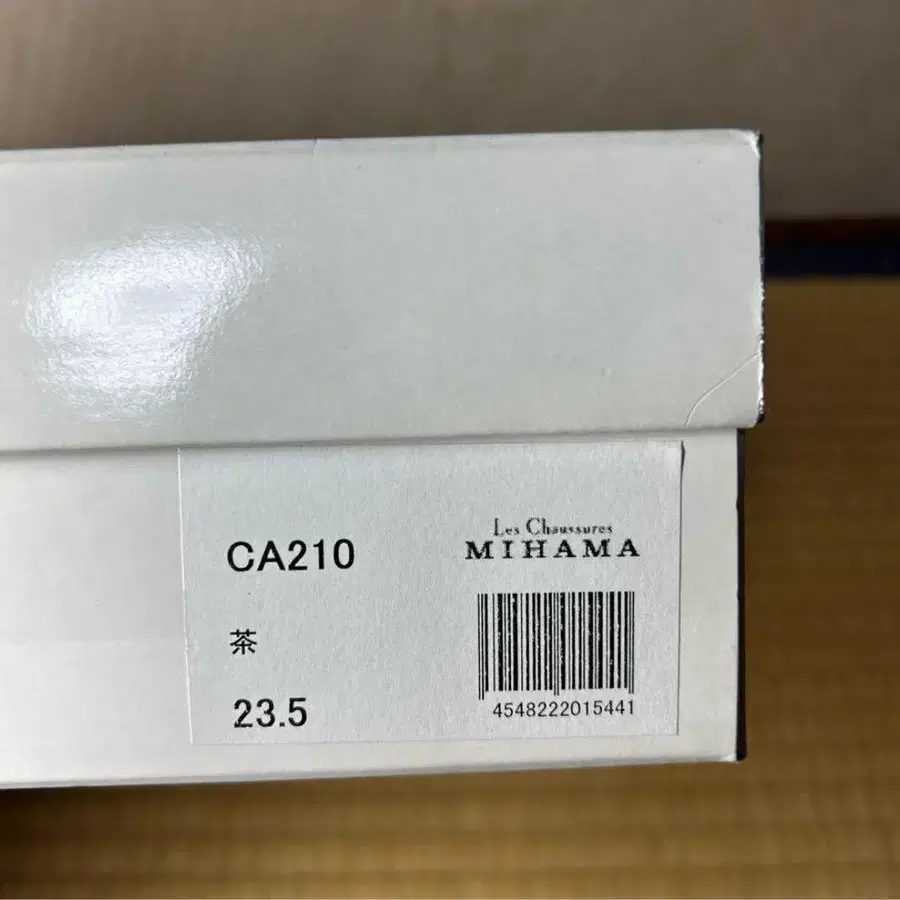 CA210
茶
23.5
Les Chaussures
MIHAMA
4548222015441